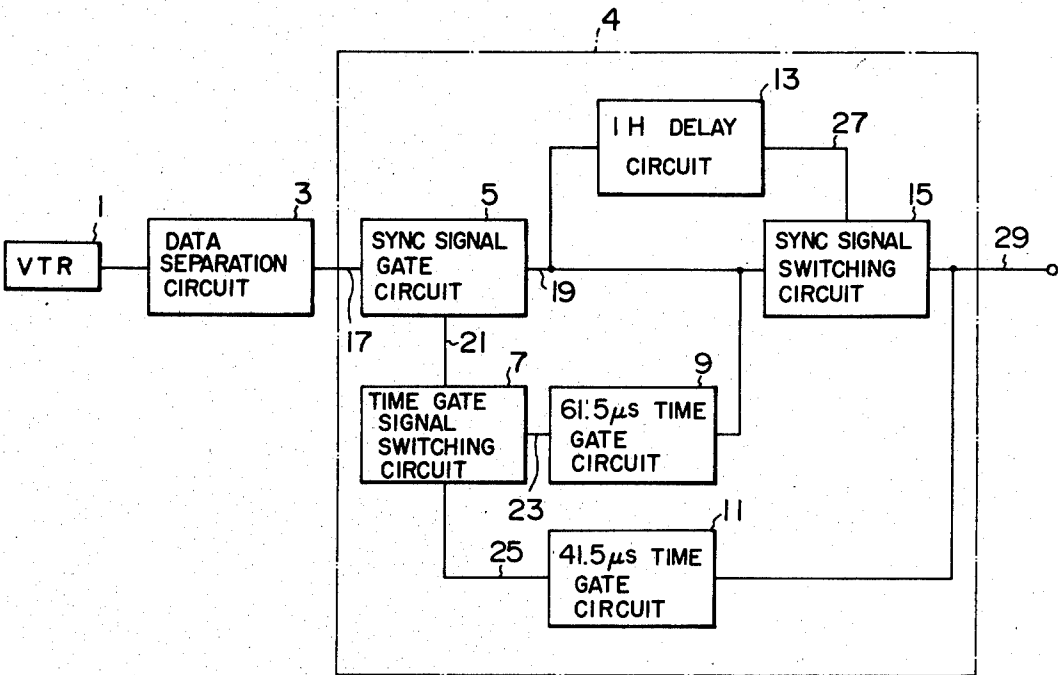 4
13
1 H DELAY
CIRCUIT
27
1
VTR
3
DATA
SEPARATION
CIRCUIT
17
5
SYNC SIGNAL
GATE
CIRCUIT
19
15
SYNC SIGNAL
SWITCHING
CIRCUIT
29
21
7
TIME GATE
SIGNAL
SWITCHING
CIRCUIT
23
9
61.5μs TIME
GATE
CIRCUIT
25
11
41.5μs TIME
GATE
CIRCUIT